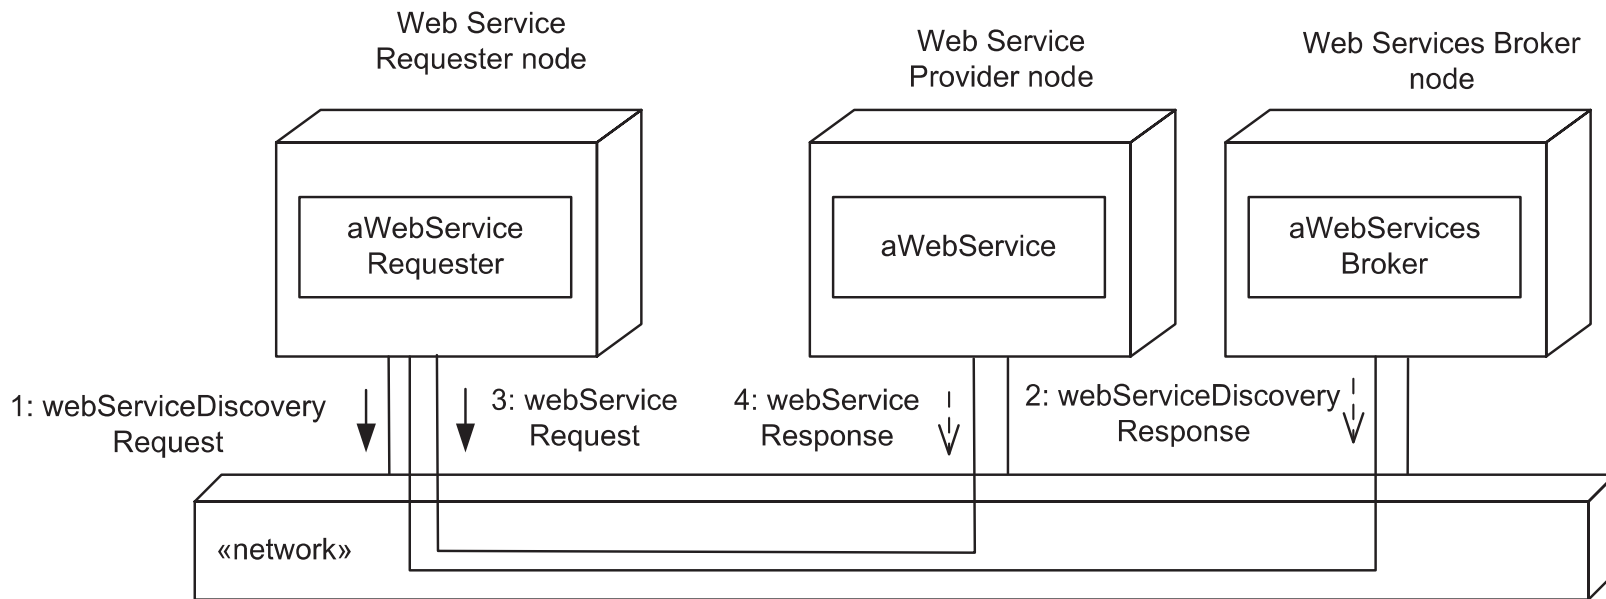 Web Service
Requester node
Web Service
Provider node
Web Services Broker
node
aWebService
Requester
aWebService
aWebServices
Broker
1: webServiceDiscovery
Request
3: webService
Request
4: webService
Response
2: webServiceDiscovery
Response
«network»